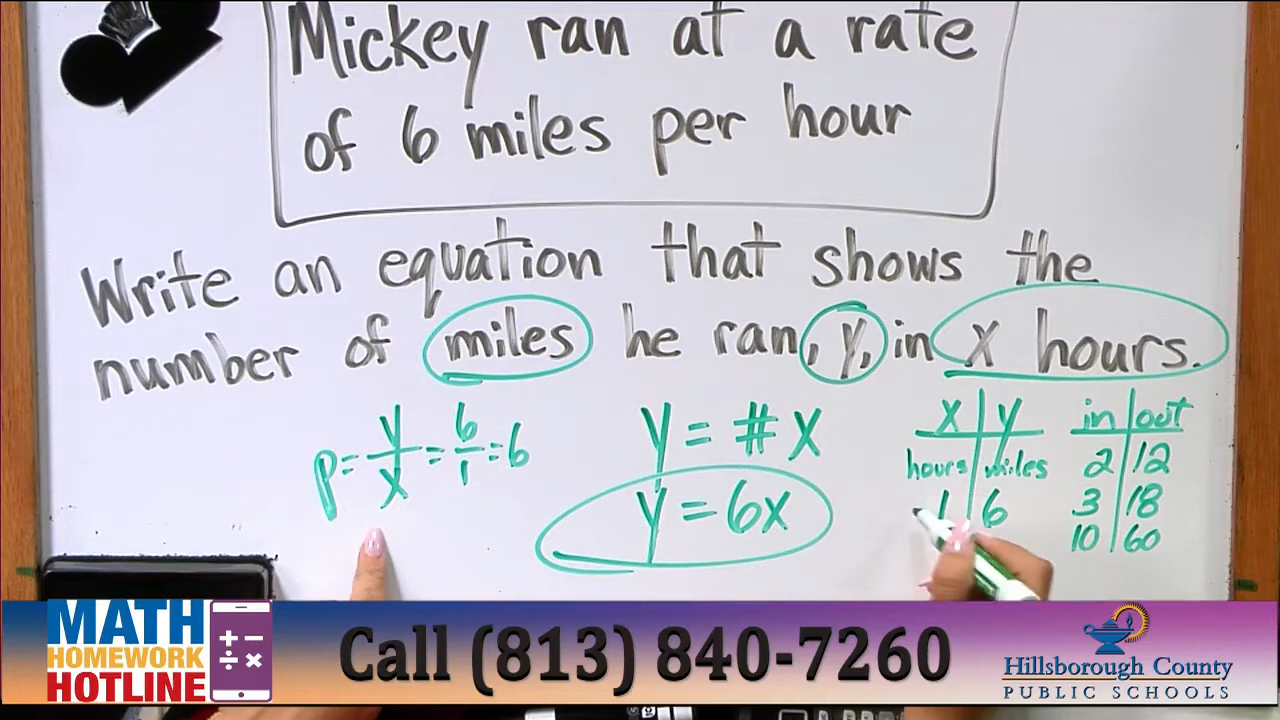 Mickey ran at a rate
of 6 miles per hour
Write an equation that shows the
number of miles he ran, y, in x hours.
p = y/x = 6/1 = 6
y = # x
y = 6x
x | y
hours | miles
1 | 6
in | out
2 | 12
3 | 18
10 | 60
MATH
HOMEWORK
HOTLINE
+ −
÷ ×
Call (813) 840-7260
Hillsborough County
PUBLIC SCHOOLS